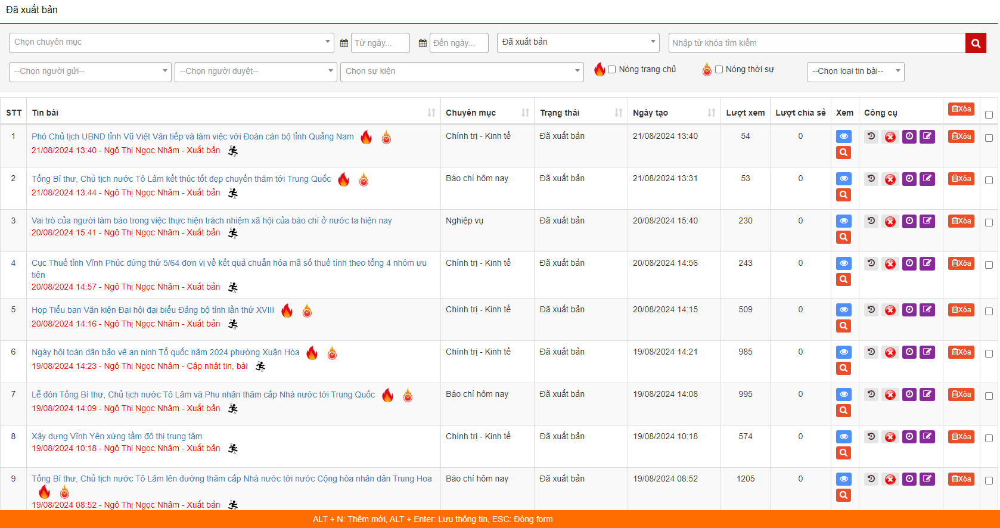 Đã xuất bản
Chọn chuyên mục Từ ngày... Đến ngày... Đã xuất bản Nhập từ khóa tìm kiếm
--Chọn người gửi-- --Chọn người duyệt-- Chọn sự kiện Nóng trang chủ Nóng thời sự --Chọn loại tin bài--
STT Tin bài Chuyên mục Trạng thái Ngày tạo Lượt xem Lượt chia sẻ Xem Công cụ Xóa
1 Phó Chủ tịch UBND tỉnh Vũ Việt Văn tiếp và làm việc với Đoàn cán bộ tỉnh Quảng Nam Chính trị - Kinh tế Đã xuất bản 21/08/2024 13:40 54 0 Xóa
21/08/2024 13:40 - Ngô Thị Ngọc Nhâm - Xuất bản
2 Tổng Bí thư, Chủ tịch nước Tô Lâm kết thúc tốt đẹp chuyến thăm tới Trung Quốc Báo chí hôm nay Đã xuất bản 21/08/2024 13:31 53 0 Xóa
21/08/2024 13:44 - Ngô Thị Ngọc Nhâm - Xuất bản
3 Vai trò của người làm báo trong việc thực hiện trách nhiệm xã hội của báo chí ở nước ta hiện nay Nghiệp vụ Đã xuất bản 20/08/2024 15:40 230 0 Xóa
20/08/2024 15:41 - Ngô Thị Ngọc Nhâm - Xuất bản
4 Cục Thuế tỉnh Vĩnh Phúc đứng thứ 5/64 đơn vị về kết quả chuẩn hóa mã số thuế tính theo tổng 4 nhóm ưu Chính trị - Kinh tế Đã xuất bản 20/08/2024 14:56 243 0 Xóa
tiên
20/08/2024 14:57 - Ngô Thị Ngọc Nhâm - Xuất bản
5 Họp Tiểu ban Văn kiện Đại hội đại biểu Đảng bộ tỉnh lần thứ XVIII Chính trị - Kinh tế Đã xuất bản 20/08/2024 14:15 509 0 Xóa
20/08/2024 14:16 - Ngô Thị Ngọc Nhâm - Xuất bản
6 Ngày hội toàn dân bảo vệ an ninh Tổ quốc năm 2024 phường Xuân Hòa Chính trị - Kinh tế Đã xuất bản 19/08/2024 14:21 985 0 Xóa
19/08/2024 14:23 - Ngô Thị Ngọc Nhâm - Cập nhật tin, bài
7 Lễ đón Tổng Bí thư, Chủ tịch nước Tô Lâm và Phu nhân thăm cấp Nhà nước tới Trung Quốc Báo chí hôm nay Đã xuất bản 19/08/2024 14:08 995 0 Xóa
19/08/2024 14:09 - Ngô Thị Ngọc Nhâm - Xuất bản
8 Xây dựng Vĩnh Yên xứng tầm đô thị trung tâm Chính trị - Kinh tế Đã xuất bản 19/08/2024 10:18 574 0 Xóa
19/08/2024 10:18 - Ngô Thị Ngọc Nhâm - Xuất bản
9 Tổng Bí thư, Chủ tịch nước Tô Lâm lên đường thăm cấp Nhà nước tới nước Cộng hòa nhân dân Trung Hoa Báo chí hôm nay Đã xuất bản 19/08/2024 08:52 1205 0 Xóa
19/08/2024 08:52 - Ngô Thị Ngọc Nhâm - Xuất bản
ALT + N: Thêm mới, ALT + Enter: Lưu thông tin, ESC: Đóng form